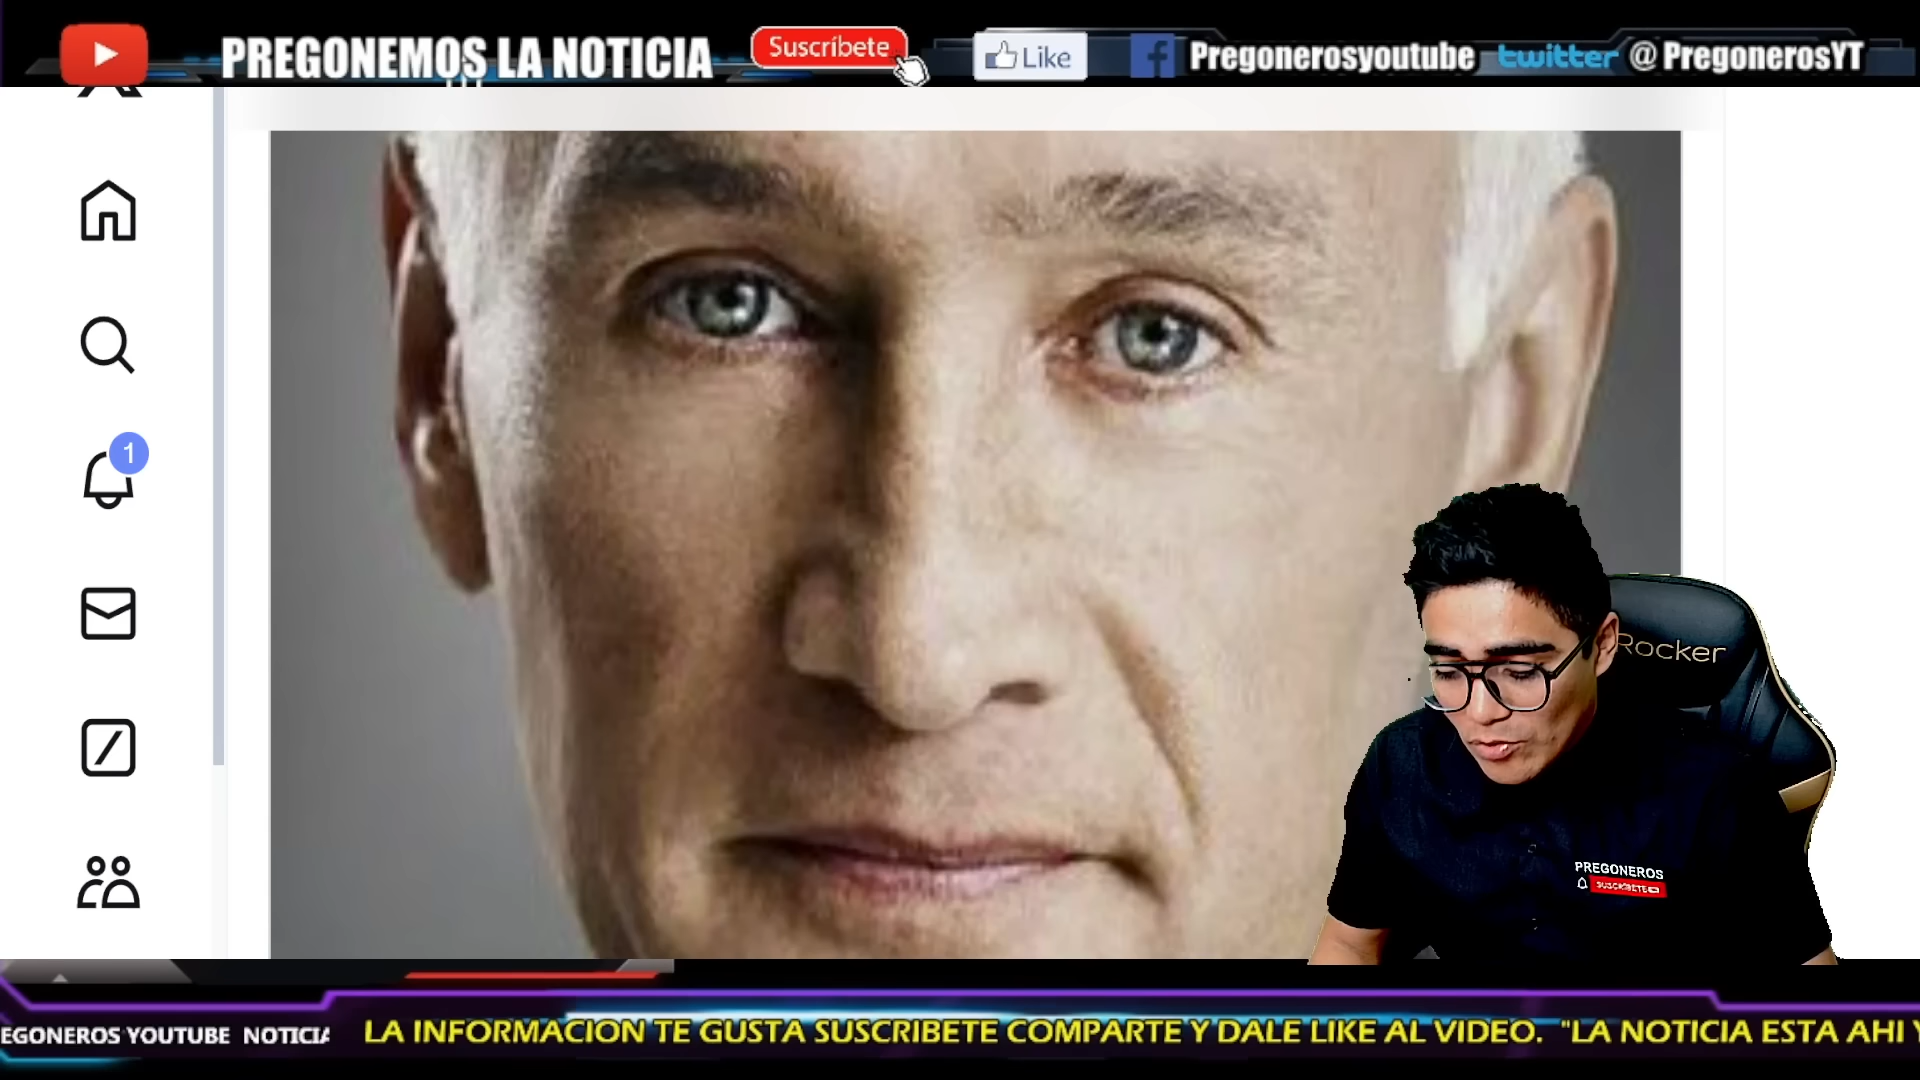 PREGONEMOS LA NOTICIA
Suscríbete
Like
Pregonerosyoutube
twitter @PregonerosYT
1
Rocker
PREGONEROS
SUSCRIBETE
EGONEROS YOUTUBE NOTICIA
LA INFORMACION TE GUSTA SUSCRIBETE COMPARTE Y DALE LIKE AL VIDEO. "LA NOTICIA ESTA AHI Y